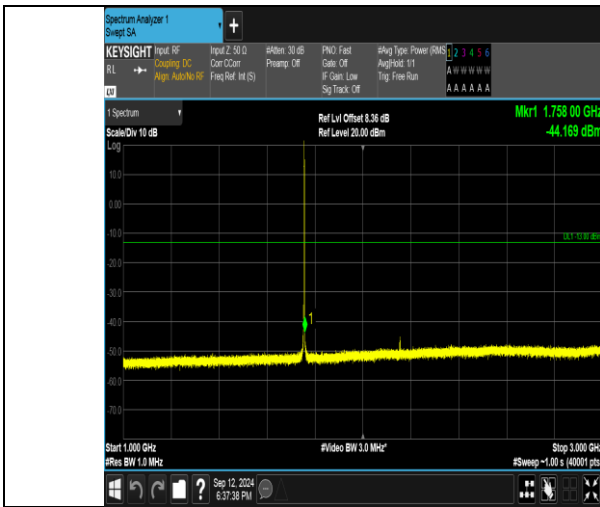 Spectrum Analyzer 1
Swept SA
+
KEYSIGHT Input: RF Input Z: 50 Ω #Atten: 30 dB PNO: Fast #Avg Type: Power (RMS 1 2 3 4 5 6
RL Coupling: DC Corr CCorr Preamp: Off Gate: Off Avg|Hold: 1/1 A W W W W W
Align: Auto/No RF Freq Ref: Int (S) IF Gain: Low Trig: Free Run
LXI Sig Track: Off A A A A A A
1 Spectrum Ref Lvl Offset 8.36 dB Mkr1 1.758 00 GHz
Scale/Div 10 dB Ref Level 20.00 dBm -44.169 dBm
Log
10.0
0.00
-10.0
DL1 -13.00 dBm
-20.0
-30.0
-40.0
1
-50.0
-60.0
-70.0
Start 1.000 GHz #Video BW 3.0 MHz* Stop 3.000 GHz
#Res BW 1.0 MHz #Sweep ~1.00 s (40001 pts
? Sep 12, 2024
6:37:38 PM